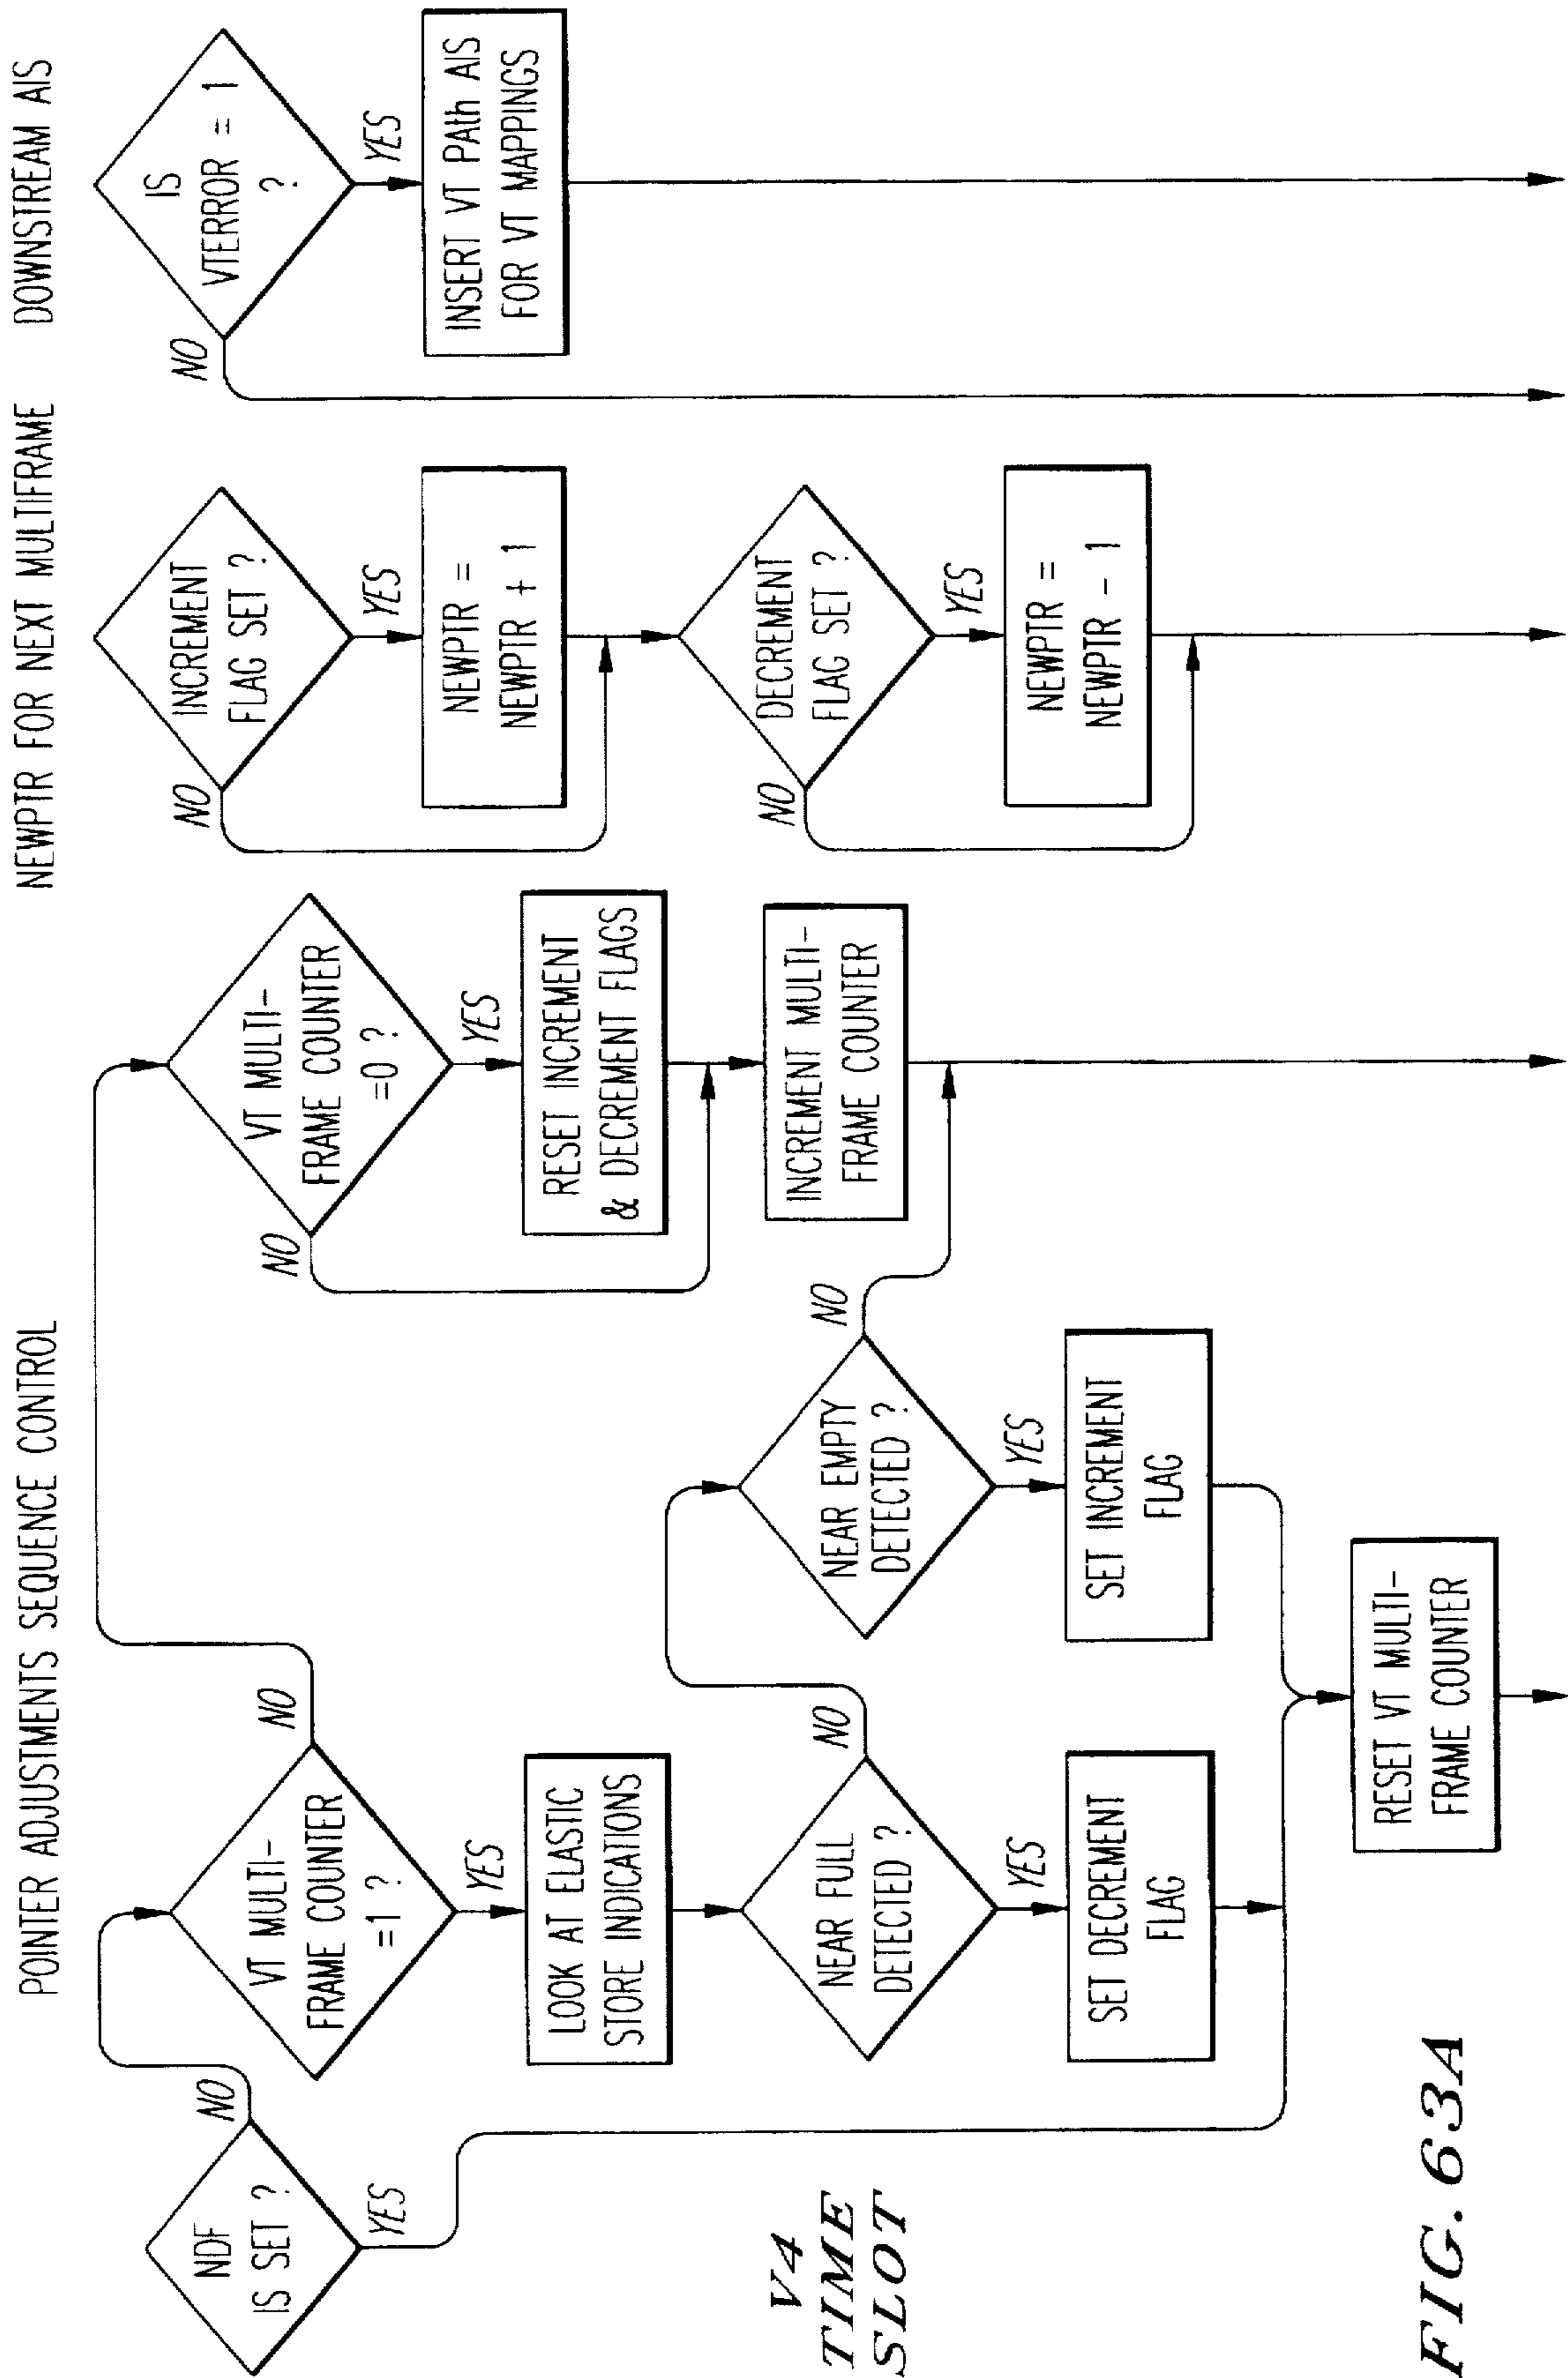 POINTER ADJUSTMENTS SEQUENCE CONTROL
NDF
IS SET ?
NO
YES
VT MULTI-
FRAME COUNTER
=1 ?
NO
YES
LOOK AT ELASTIC
STORE INDICATIONS
NEAR FULL
DETECTED ?
NO
YES
SET DECREMENT
FLAG
NEAR EMPTY
DETECTED ?
NO
YES
SET INCREMENT
FLAG
RESET VT MULTI-
FRAME COUNTER
VT MULTI-
FRAME COUNTER
=0 ?
NO
YES
RESET INCREMENT
& DECREMENT FLAGS
INCREMENT MULTI-
FRAME COUNTER
NEWPTR FOR NEXT MULTIFRAME
INCREMENT
FLAG SET ?
NO
YES
NEWPTR =
NEWPTR + 1
DECREMENT
FLAG SET ?
NO
YES
NEWPTR =
NEWPTR - 1
DOWNSTREAM AIS
IS
VTERROR = 1
?
NO
YES
INSERT VT PAth AIS
FOR VT MAPPINGS
V4
TIME
SLOT
FIG. 63A